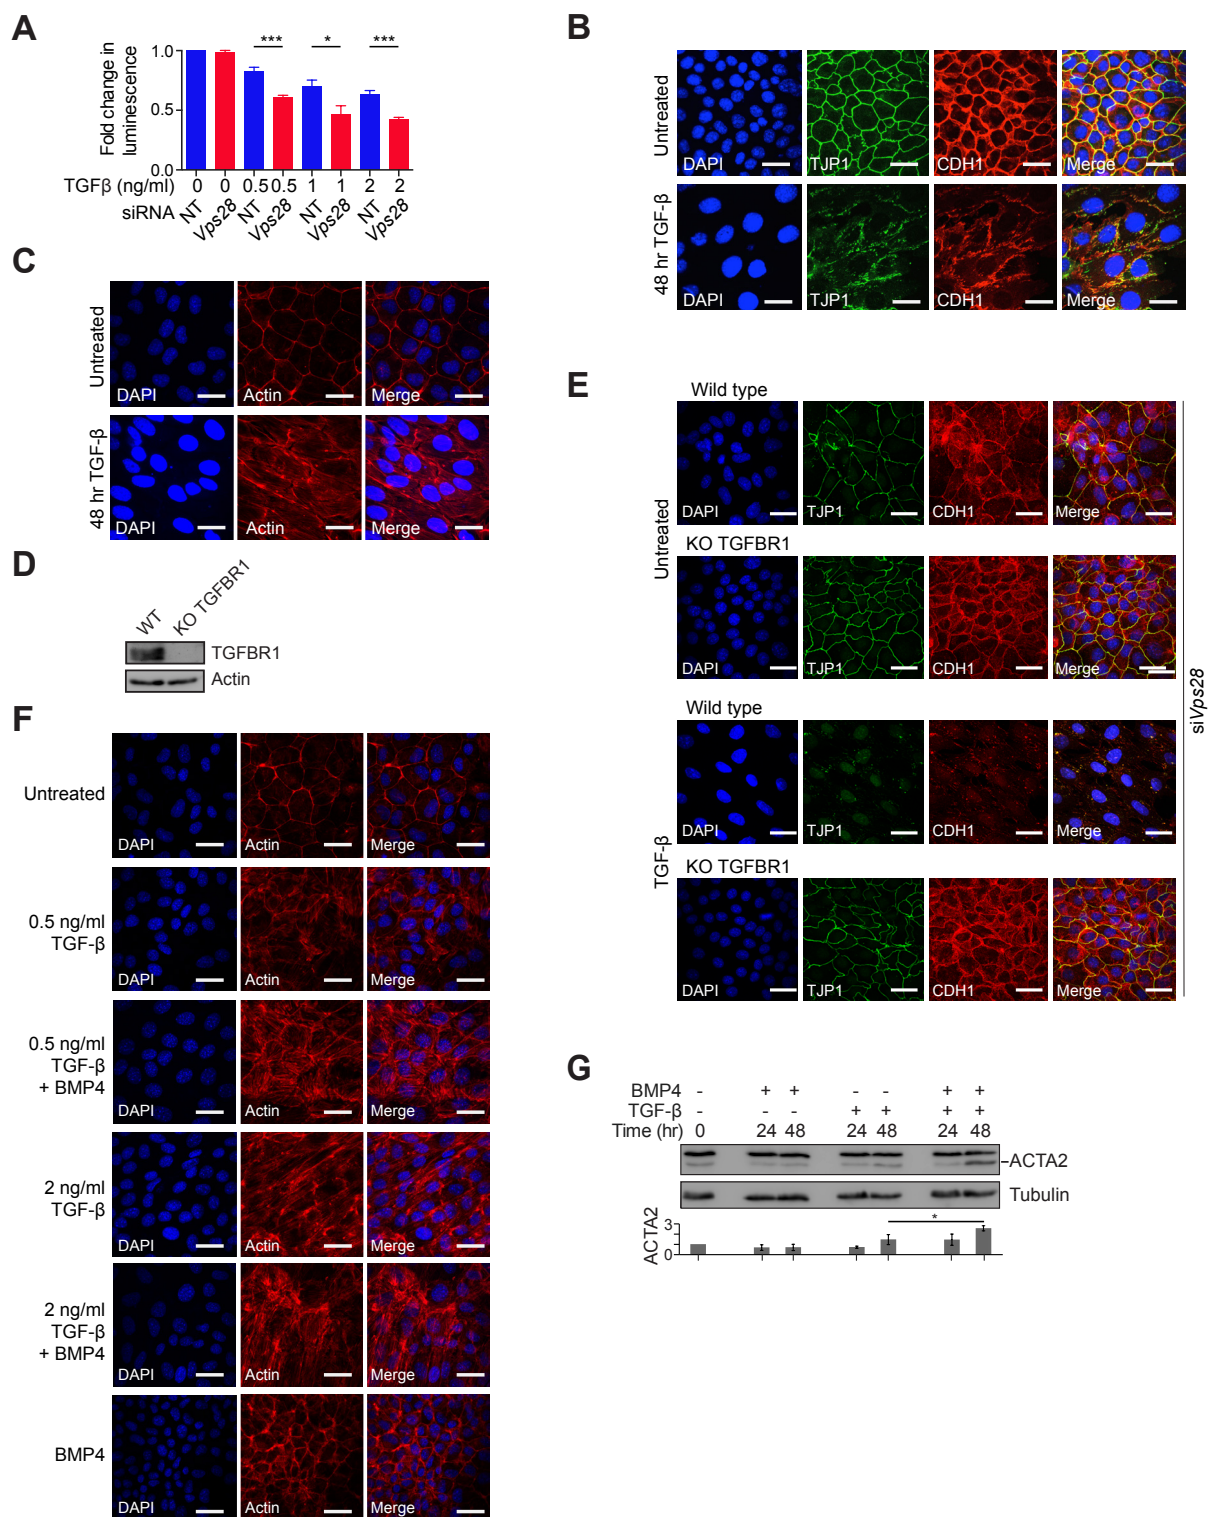 A
Fold change in
luminescence
1.0
0.5
0.0
*** * ***
TGFβ (ng/ml) 0 0 0.5 0.5 1 1 2 2
siRNA NT Vps28 NT Vps28 NT Vps28 NT Vps28
B
Untreated
DAPI TJP1 CDH1 Merge
48 hr TGF-β
DAPI TJP1 CDH1 Merge
C
Untreated
DAPI Actin Merge
48 hr TGF-β
DAPI Actin Merge
D
WT KO TGFBR1
TGFBR1
Actin
E
Wild type
Untreated
DAPI TJP1 CDH1 Merge
KO TGFBR1
DAPI TJP1 CDH1 Merge
Wild type
TGF-β
DAPI TJP1 CDH1 Merge
KO TGFBR1
DAPI TJP1 CDH1 Merge
siVps28
F
Untreated
DAPI Actin Merge
0.5 ng/ml
TGF-β
DAPI Actin Merge
0.5 ng/ml
TGF-β
+ BMP4
DAPI Actin Merge
2 ng/ml
TGF-β
DAPI Actin Merge
2 ng/ml
TGF-β
+ BMP4
DAPI Actin Merge
BMP4
DAPI Actin Merge
G
BMP4 - + + - - + +
TGF-β - - - + + + +
Time (hr) 0 24 48 24 48 24 48
–ACTA2
Tubulin
ACTA2
3
0
*